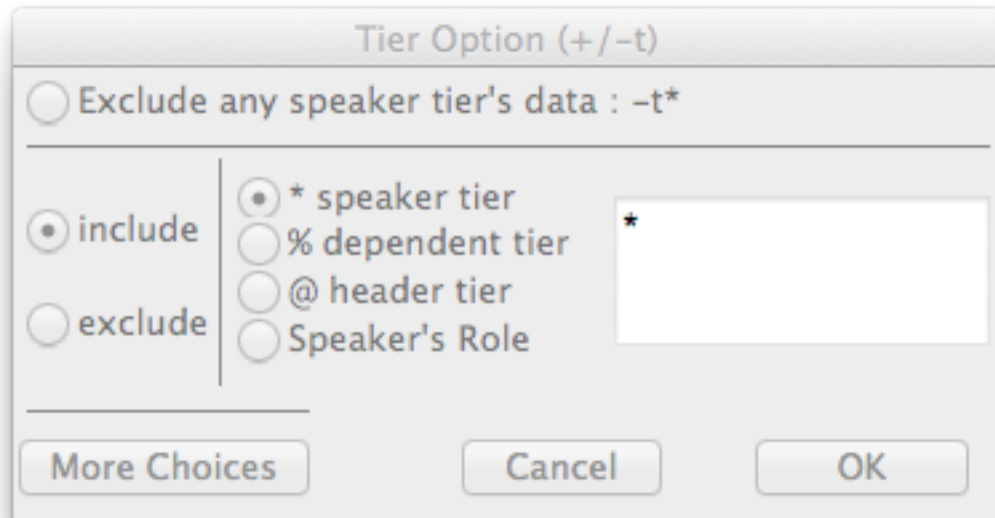 Tier Option (+/-t)
Exclude any speaker tier's data : -t*
include
exclude
* speaker tier
% dependent tier
@ header tier
Speaker's Role
*
More Choices
Cancel
OK